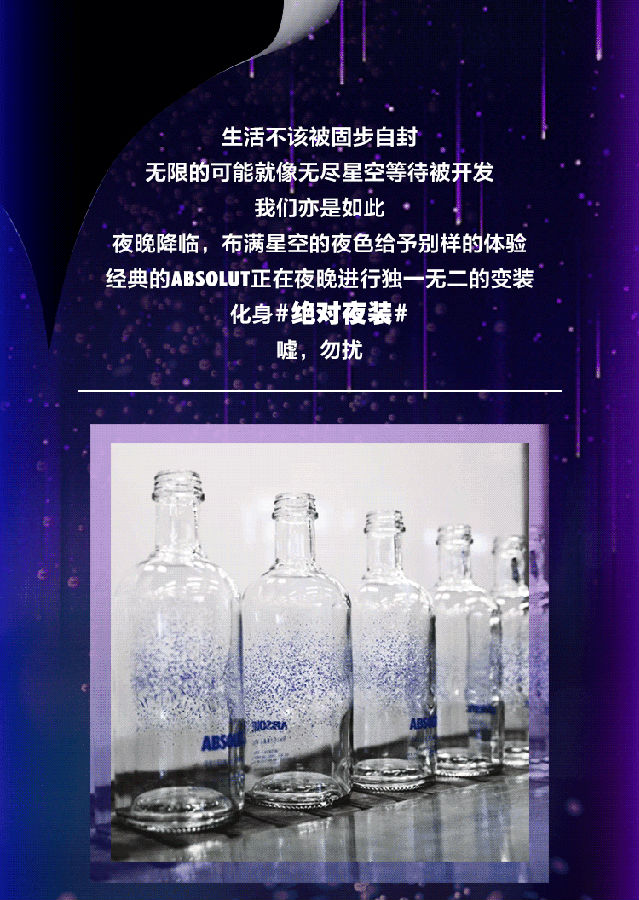 生活不该被固步自封
无限的可能就像无尽星空等待被开发
我们亦是如此
夜晚降临，布满星空的夜色给予别样的体验
经典的ABSOLUT正在夜晚进行独一无二的变装
化身#绝对夜装#
嘘，勿扰
ABSOL
ABSOL